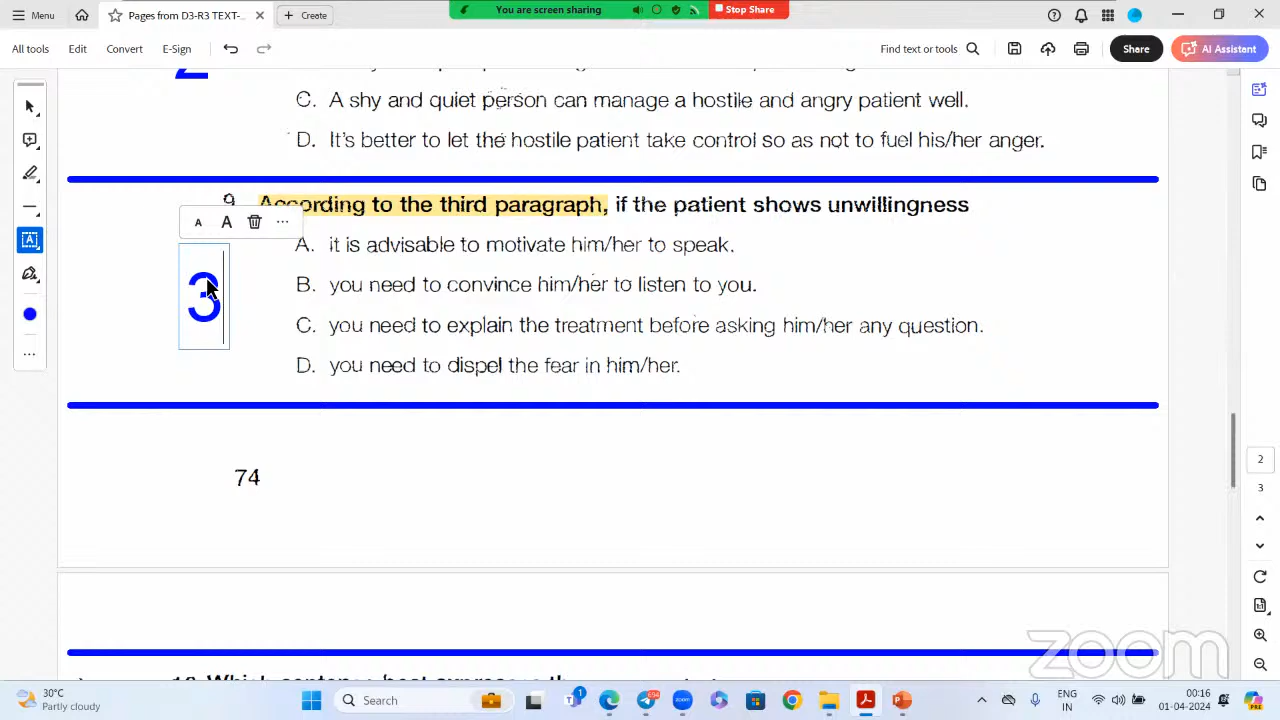 Pages from D3-R3 TEXT-
Create
You are screen sharing
Stop Share
All tools
Edit
Convert
E-Sign
Find text or tools
Share
AI Assistant
2
C. A shy and quiet person can manage a hostile and angry patient well.
D. It's better to let the hostile patient take control so as not to fuel his/her anger.
9 According to the third paragraph, if the patient shows unwillingness
A A
A. it is advisable to motivate him/her to speak.
3
B. you need to convince him/her to listen to you.
C. you need to explain the treatment before asking him/her any question.
D. you need to dispel the fear in him/her.
74
2
3
zoom
30°C
Partly cloudy
Search
1
694
zoom
ENG
IN
00:16
01-04-2024